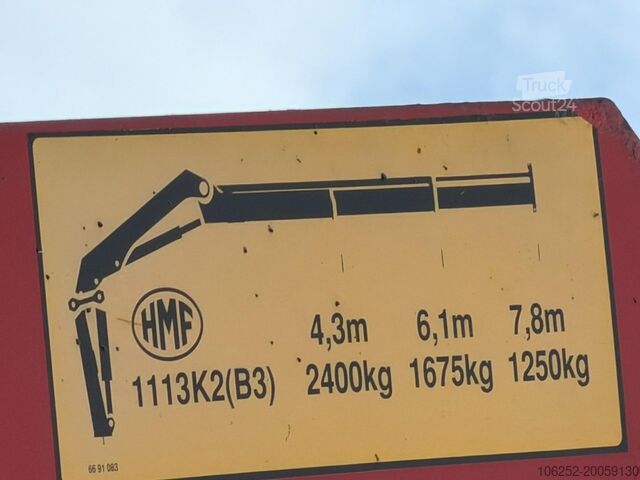 Truck
Scout24
HMF
4,3m 6,1m 7,8m
1113K2(B3) 2400kg 1675kg 1250kg
66 91 083
106252-20059130